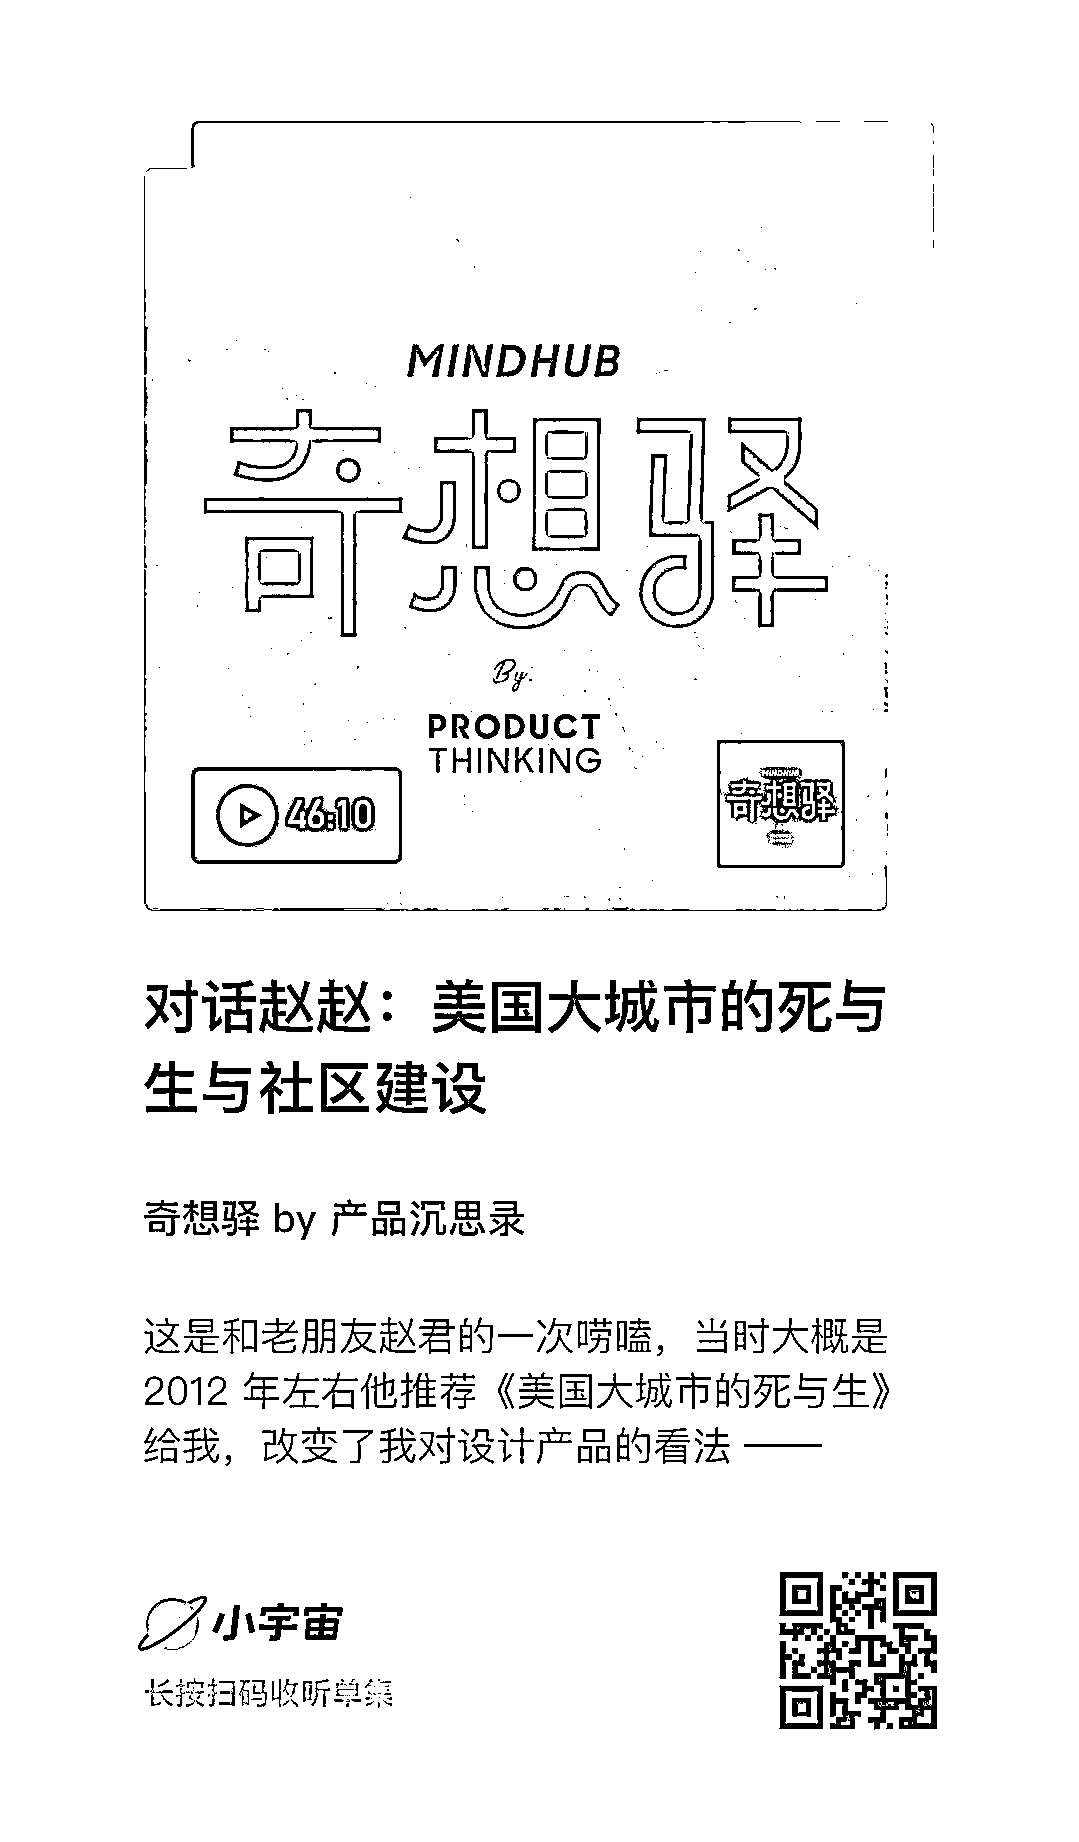 MINDHUB
奇想驿
By.
PRODUCT
THINKING
46:10
奇想驿
对话赵赵：美国大城市的死与
生与社区建设
奇想驿 by 产品沉思录
这是和老朋友赵君的一次唠嗑，当时大概是
2012 年左右他推荐《美国大城市的死与生》
给我，改变了我对设计产品的看法 ——
小宇宙
长按扫码收听单集